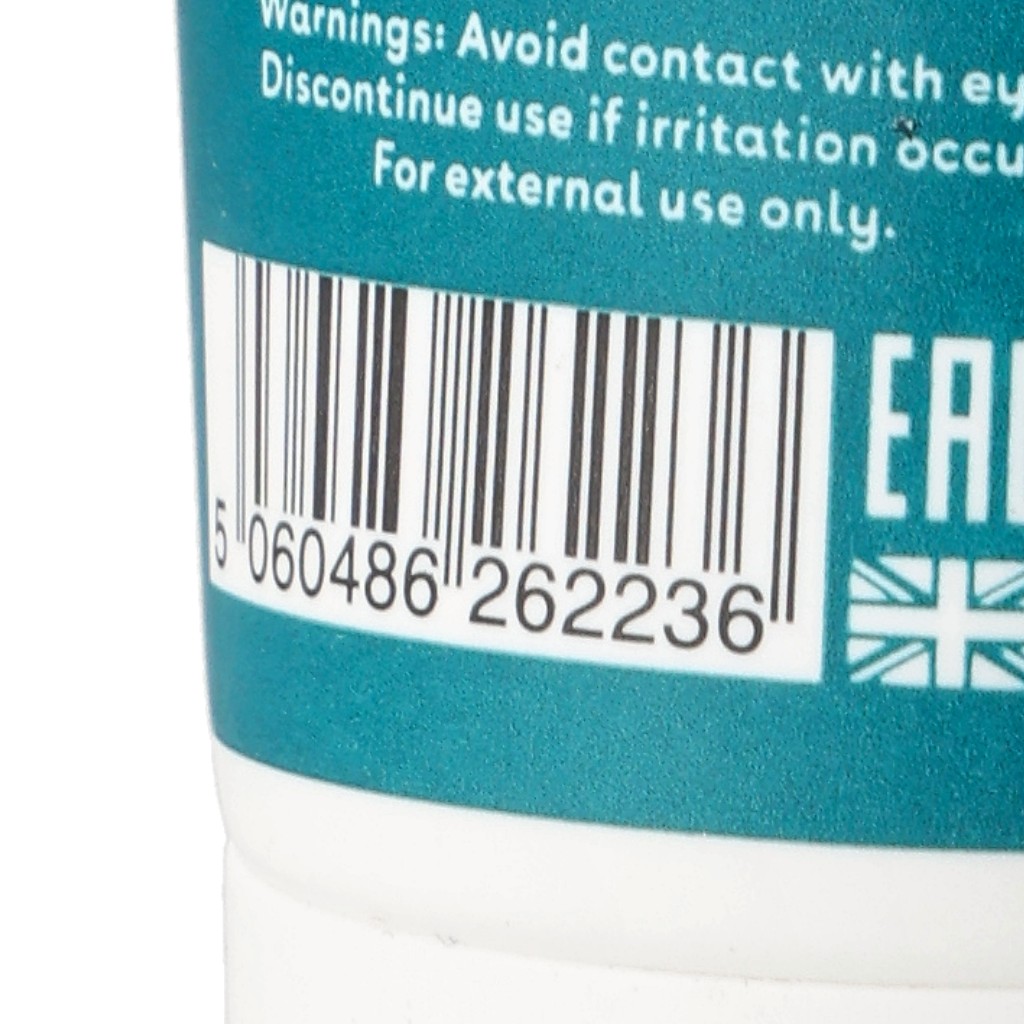 Warnings: Avoid contact with
Discontinue use if irritation
For external use only.
5 060486 262236